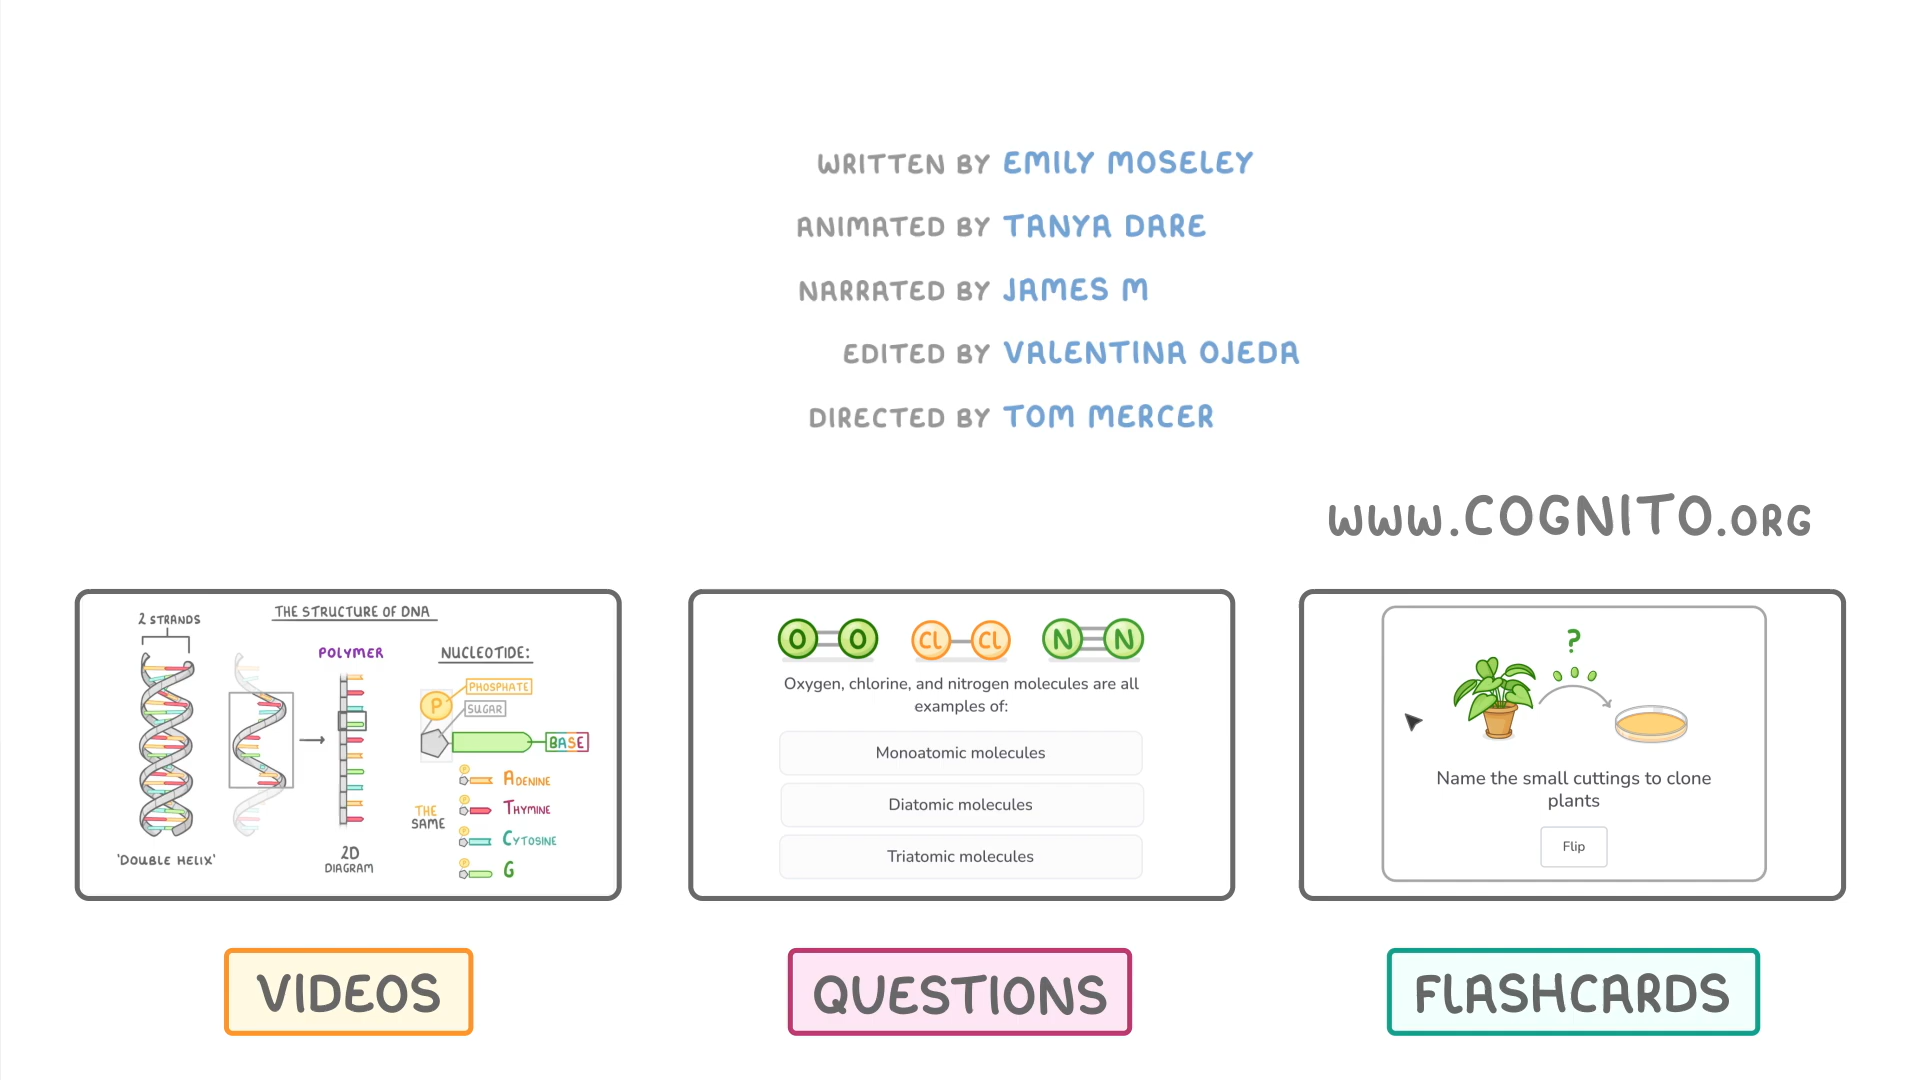 WRITTEN BY EMILY MOSELEY
ANIMATED BY TANYA DARE
NARRATED BY JAMES M
EDITED BY VALENTINA OJEDA
DIRECTED BY TOM MERCER
www.COGNITO.ORG
THE STRUCTURE OF DNA
2 STRANDS
POLYMER
NUCLEOTIDE:
PHOSPHATE
P
SUGAR
BASE
ADENINE
THE
SAME
THYMINE
CYTOSINE
G
'DOUBLE HELIX'
2D
DIAGRAM
O O Cl Cl N N
Oxygen, chlorine, and nitrogen molecules are all
examples of:
Monoatomic molecules
Diatomic molecules
Triatomic molecules
?
Name the small cuttings to clone
plants
Flip
VIDEOS
QUESTIONS
FLASHCARDS